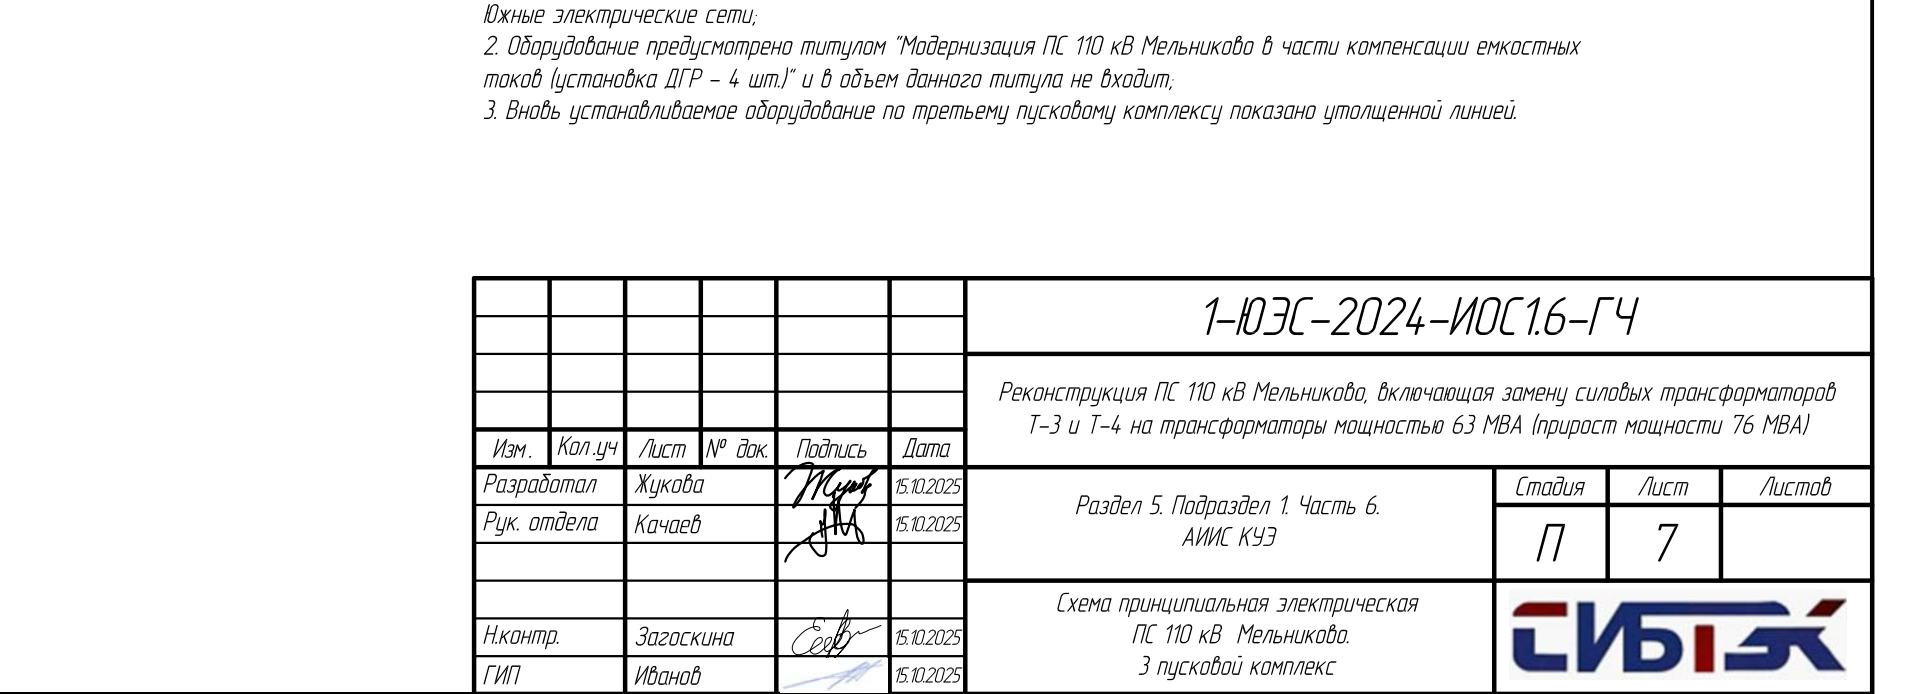 Южные электрические сети;
2. Оборудование предусмотрено титулом "Модернизация ПС 110 кВ Мельниково в части компенсации емкостных
токов (установка ДГР – 4 шт.)" и в объем данного титула не входит;
3. Вновь устанавливаемое оборудование по третьему пусковому комплексу показано утолщенной линией.
1-ЮЭС-2024-ИОС1.6-ГЧ
Реконструкция ПС 110 кВ Мельниково, включающая замену силовых трансформаторов
Т-3 и Т-4 на трансформаторы мощностью 63 МВА (прирост мощности 76 МВА)
Изм. Кол.уч Лист № док. Подпись Дата
Разработал Жукова 15.10.2025
Рук. отдела Качаев 15.10.2025
Н.контр. Загоскина 15.10.2025
ГИП Иванов 15.10.2025
Раздел 5. Подраздел 1. Часть 6.
АИИС КУЭ
Стадия Лист Листов
П 7
Схема принципиальная электрическая
ПС 110 кВ Мельниково.
3 пусковой комплекс
СИБТЭК